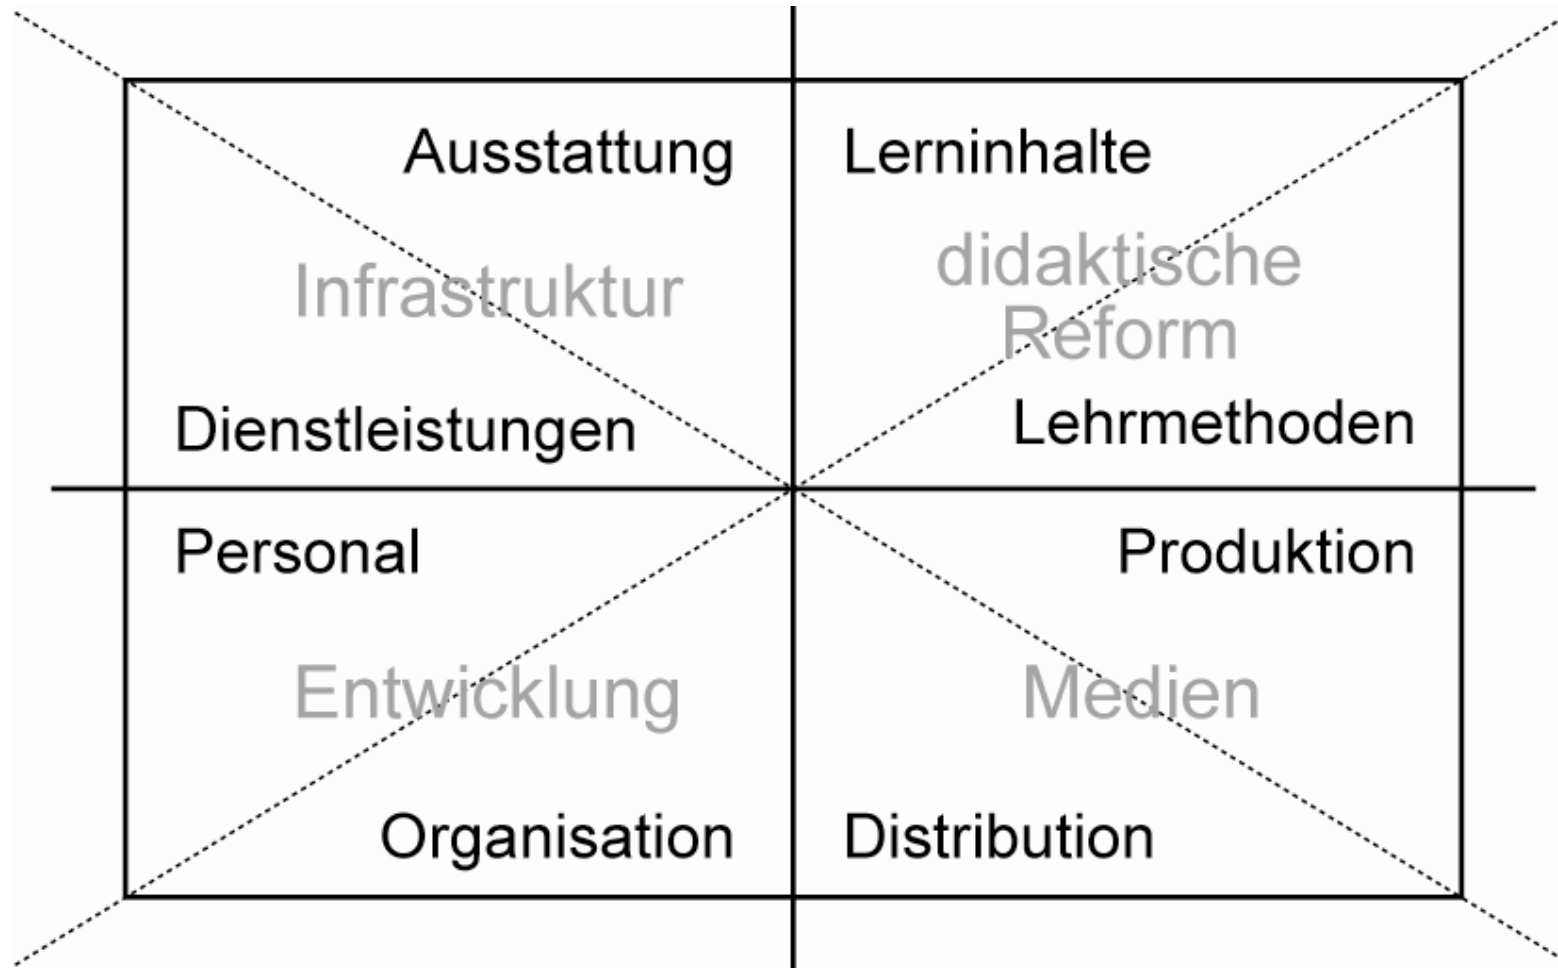 Ausstattung
Lerninhalte
Infrastruktur
didaktische
Reform
Dienstleistungen
Lehrmethoden
Personal
Produktion
Entwicklung
Medien
Organisation
Distribution